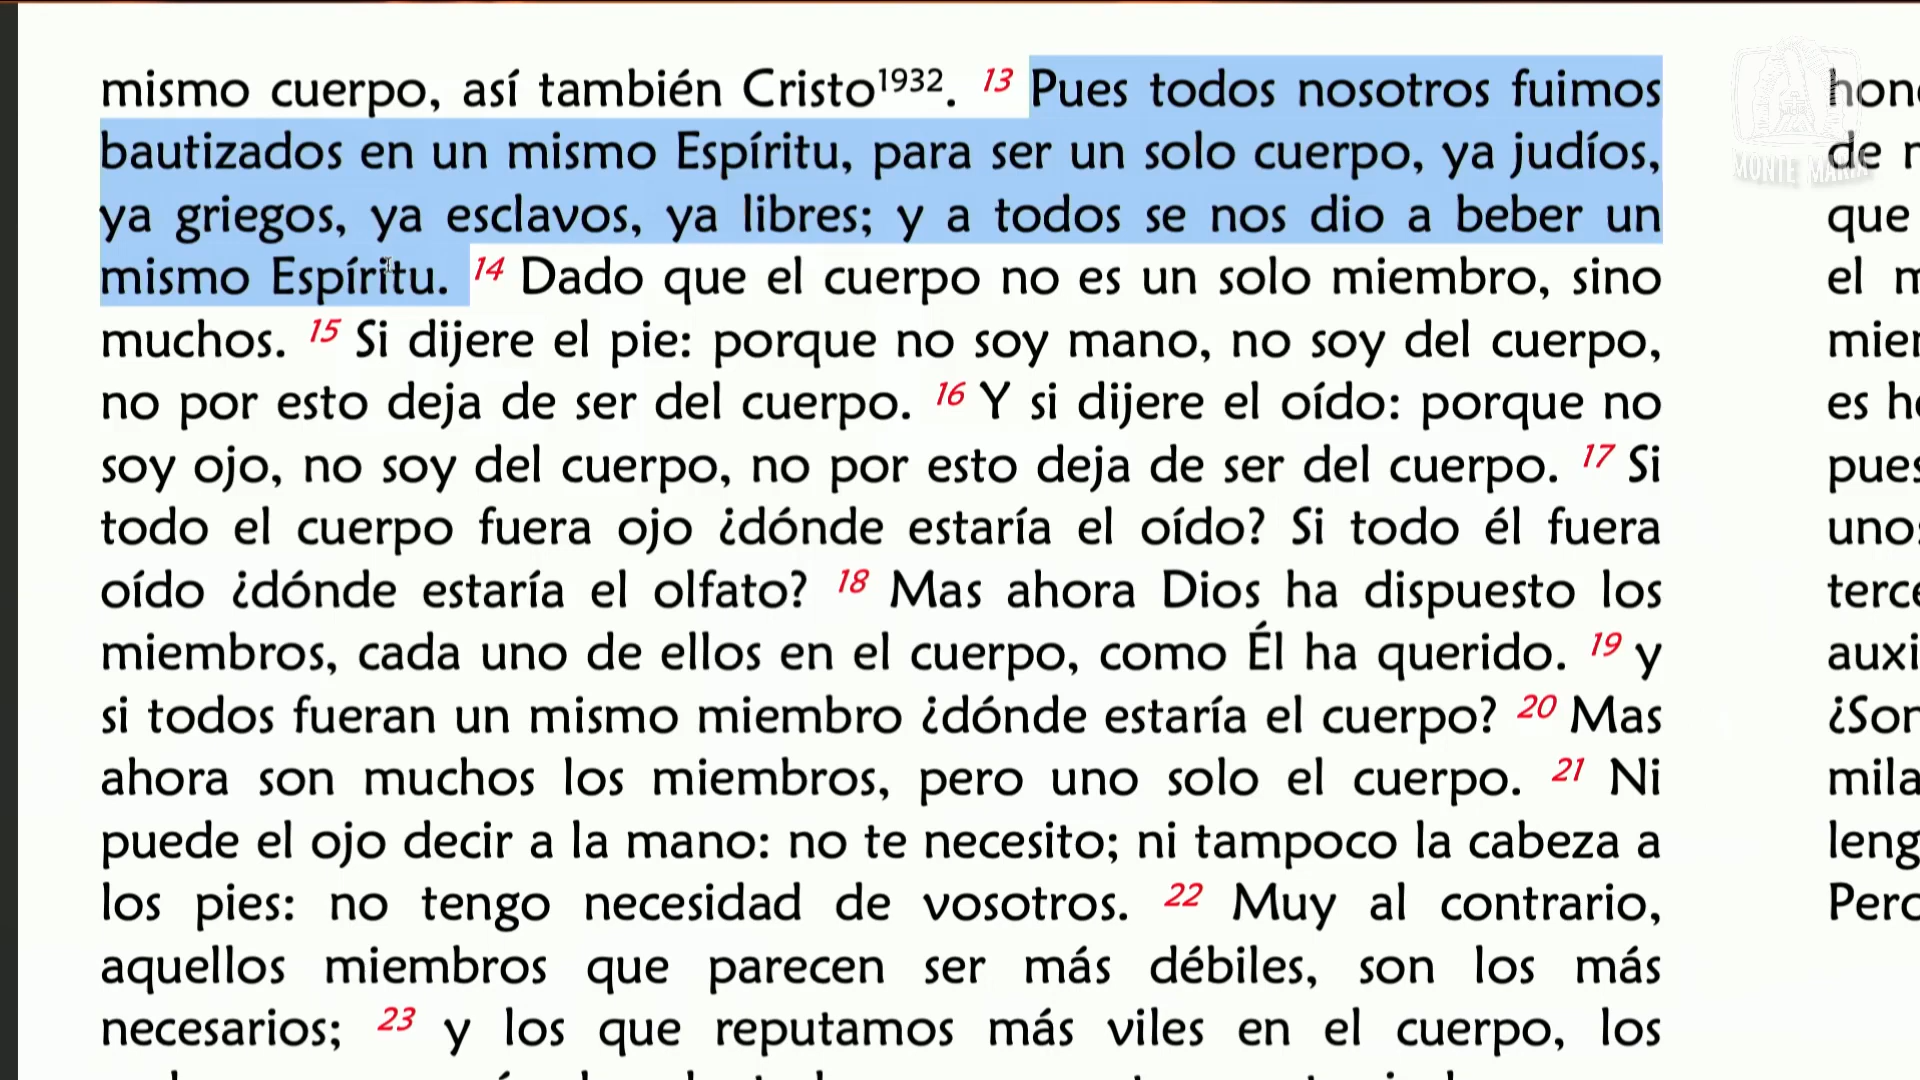 mismo cuerpo, así también Cristo¹⁹³². 13 Pues todos nosotros fuimos
bautizados en un mismo Espíritu, para ser un solo cuerpo, ya judíos,
ya griegos, ya esclavos, ya libres; y a todos se nos dio a beber un
mismo Espíritu. 14 Dado que el cuerpo no es un solo miembro, sino
muchos. 15 Si dijere el pie: porque no soy mano, no soy del cuerpo,
no por esto deja de ser del cuerpo. 16 Y si dijere el oído: porque no
soy ojo, no soy del cuerpo, no por esto deja de ser del cuerpo. 17 Si
todo el cuerpo fuera ojo ¿dónde estaría el oído? Si todo él fuera
oído ¿dónde estaría el olfato? 18 Mas ahora Dios ha dispuesto los
miembros, cada uno de ellos en el cuerpo, como Él ha querido. 19 y
si todos fueran un mismo miembro ¿dónde estaría el cuerpo? 20 Mas
ahora son muchos los miembros, pero uno solo el cuerpo. 21 Ni
puede el ojo decir a la mano: no te necesito; ni tampoco la cabeza a
los pies: no tengo necesidad de vosotros. 22 Muy al contrario,
aquellos miembros que parecen ser más débiles, son los más
necesarios; 23 y los que reputamos más viles en el cuerpo, los
de
que
el
pues
Pero
MONTE MARIA